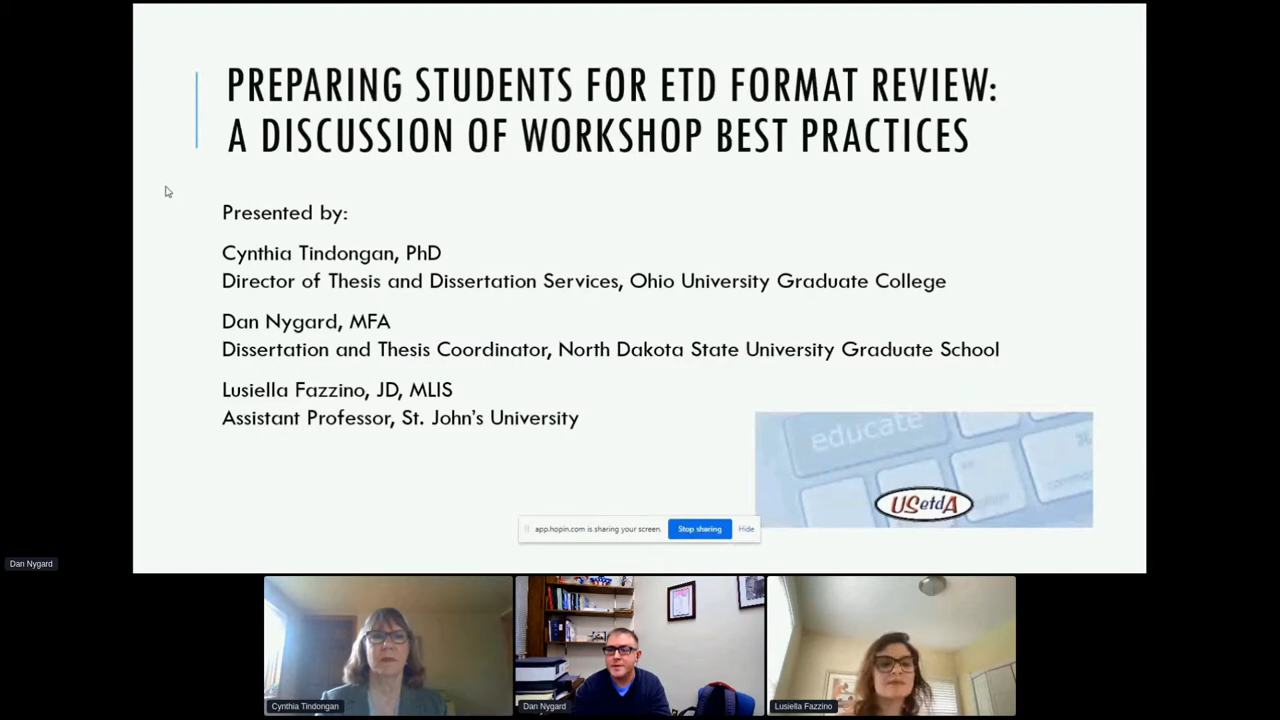 PREPARING STUDENTS FOR ETD FORMAT REVIEW:
A DISCUSSION OF WORKSHOP BEST PRACTICES
Presented by:
Cynthia Tindongan, PhD
Director of Thesis and Dissertation Services, Ohio University Graduate College
Dan Nygard, MFA
Dissertation and Thesis Coordinator, North Dakota State University Graduate School
Lusiella Fazzino, JD, MLIS
Assistant Professor, St. John's University
educate
USetdA
app.hopin.com is sharing your screen.
Stop sharing
Hide
Dan Nygard
Cynthia Tindongan
Dan Nygard
Lusiella Fazzino